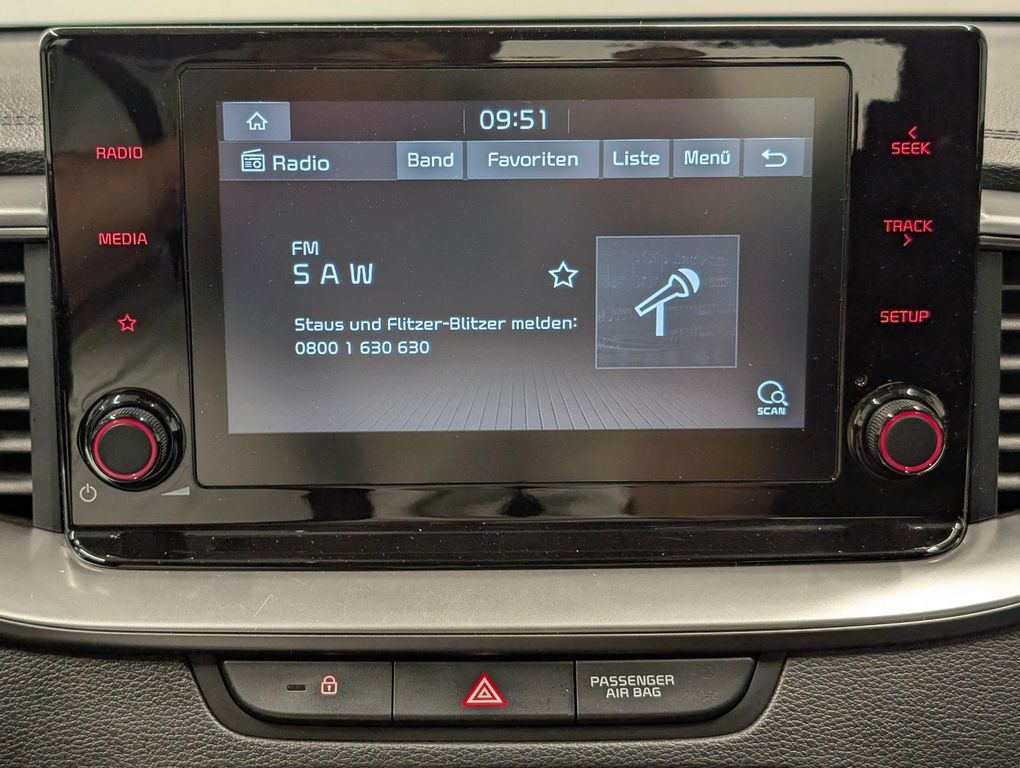 09:51
Radio Band Favoriten Liste Menü
RADIO
SEEK
MEDIA
TRACK
FM
S A W
Staus und Flitzer-Blitzer melden:
0800 1 630 630
SETUP
SCAN
PASSENGER
AIR BAG